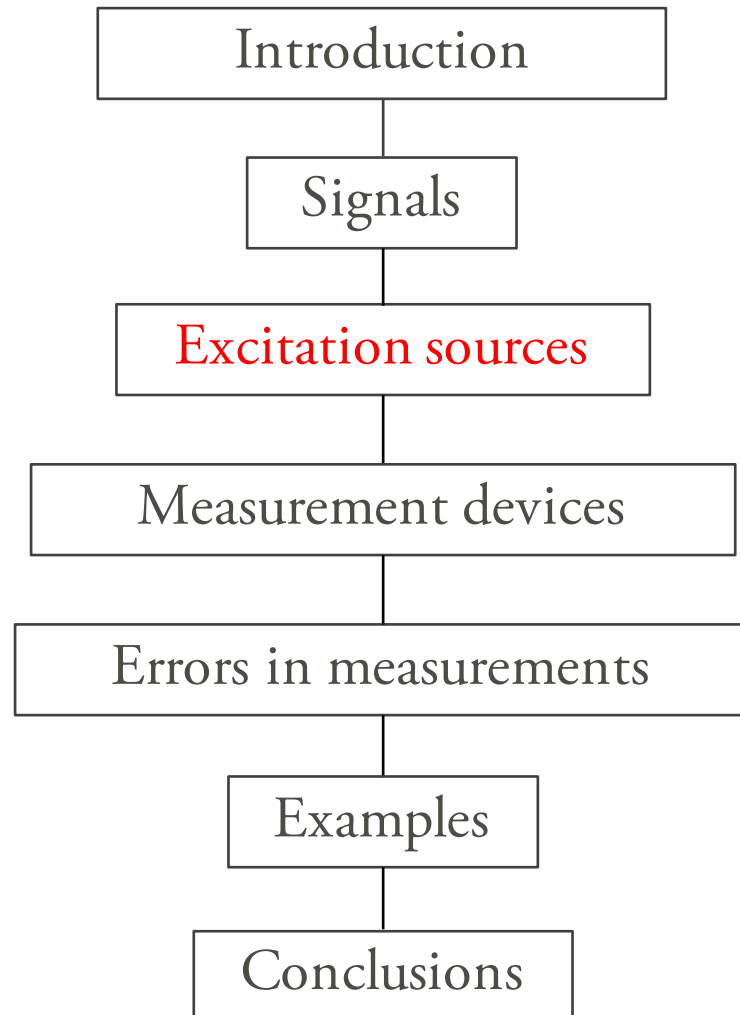 Introduction
Signals
Excitation sources
Measurement devices
Errors in measurements
Examples
Conclusions